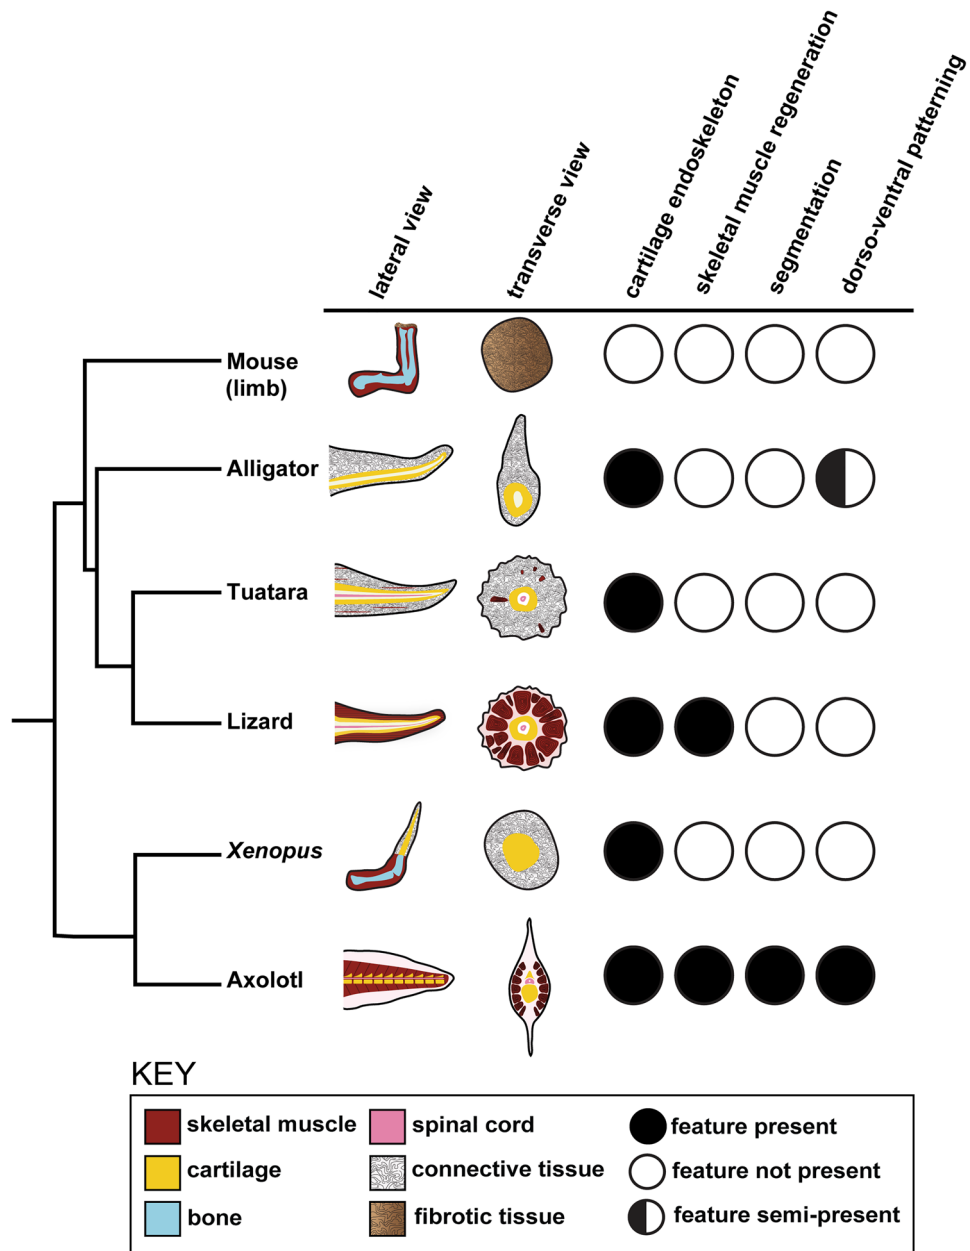 lateral view
transverse view
cartilage endoskeleton
skeletal muscle regeneration
segmentation
dorso-ventral patterning
Mouse
(limb)
Alligator
Tuatara
Lizard
Xenopus
Axolotl
KEY
skeletal muscle
spinal cord
feature present
cartilage
connective tissue
feature not present
bone
fibrotic tissue
feature semi-present